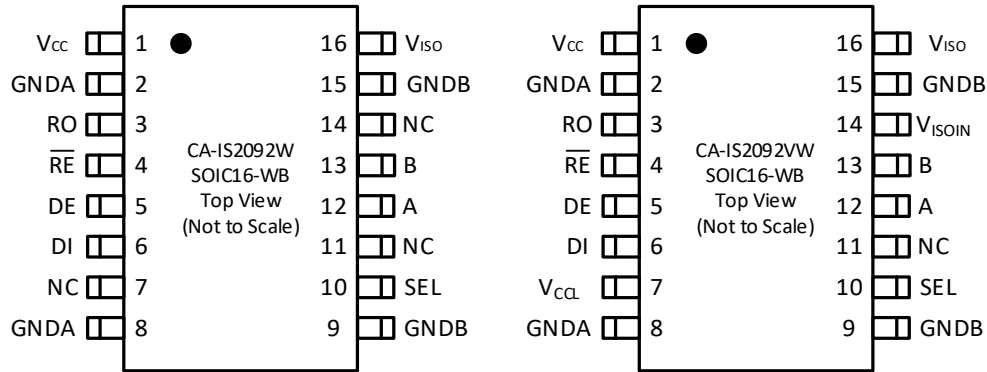 VCC 1 16 VISO
GNDA 2 15 GNDB
RO 3 14 NC
RE 4 13 B
DE 5 12 A
DI 6 11 NC
NC 7 10 SEL
GNDA 8 9 GNDB
CA-IS2092W
SOIC16-WB
Top View
(Not to Scale)
VCC 1 16 VISO
GNDA 2 15 GNDB
RO 3 14 VISOIN
RE 4 13 B
DE 5 12 A
DI 6 11 NC
VCCL 7 10 SEL
GNDA 8 9 GNDB
CA-IS2092VW
SOIC16-WB
Top View
(Not to Scale)